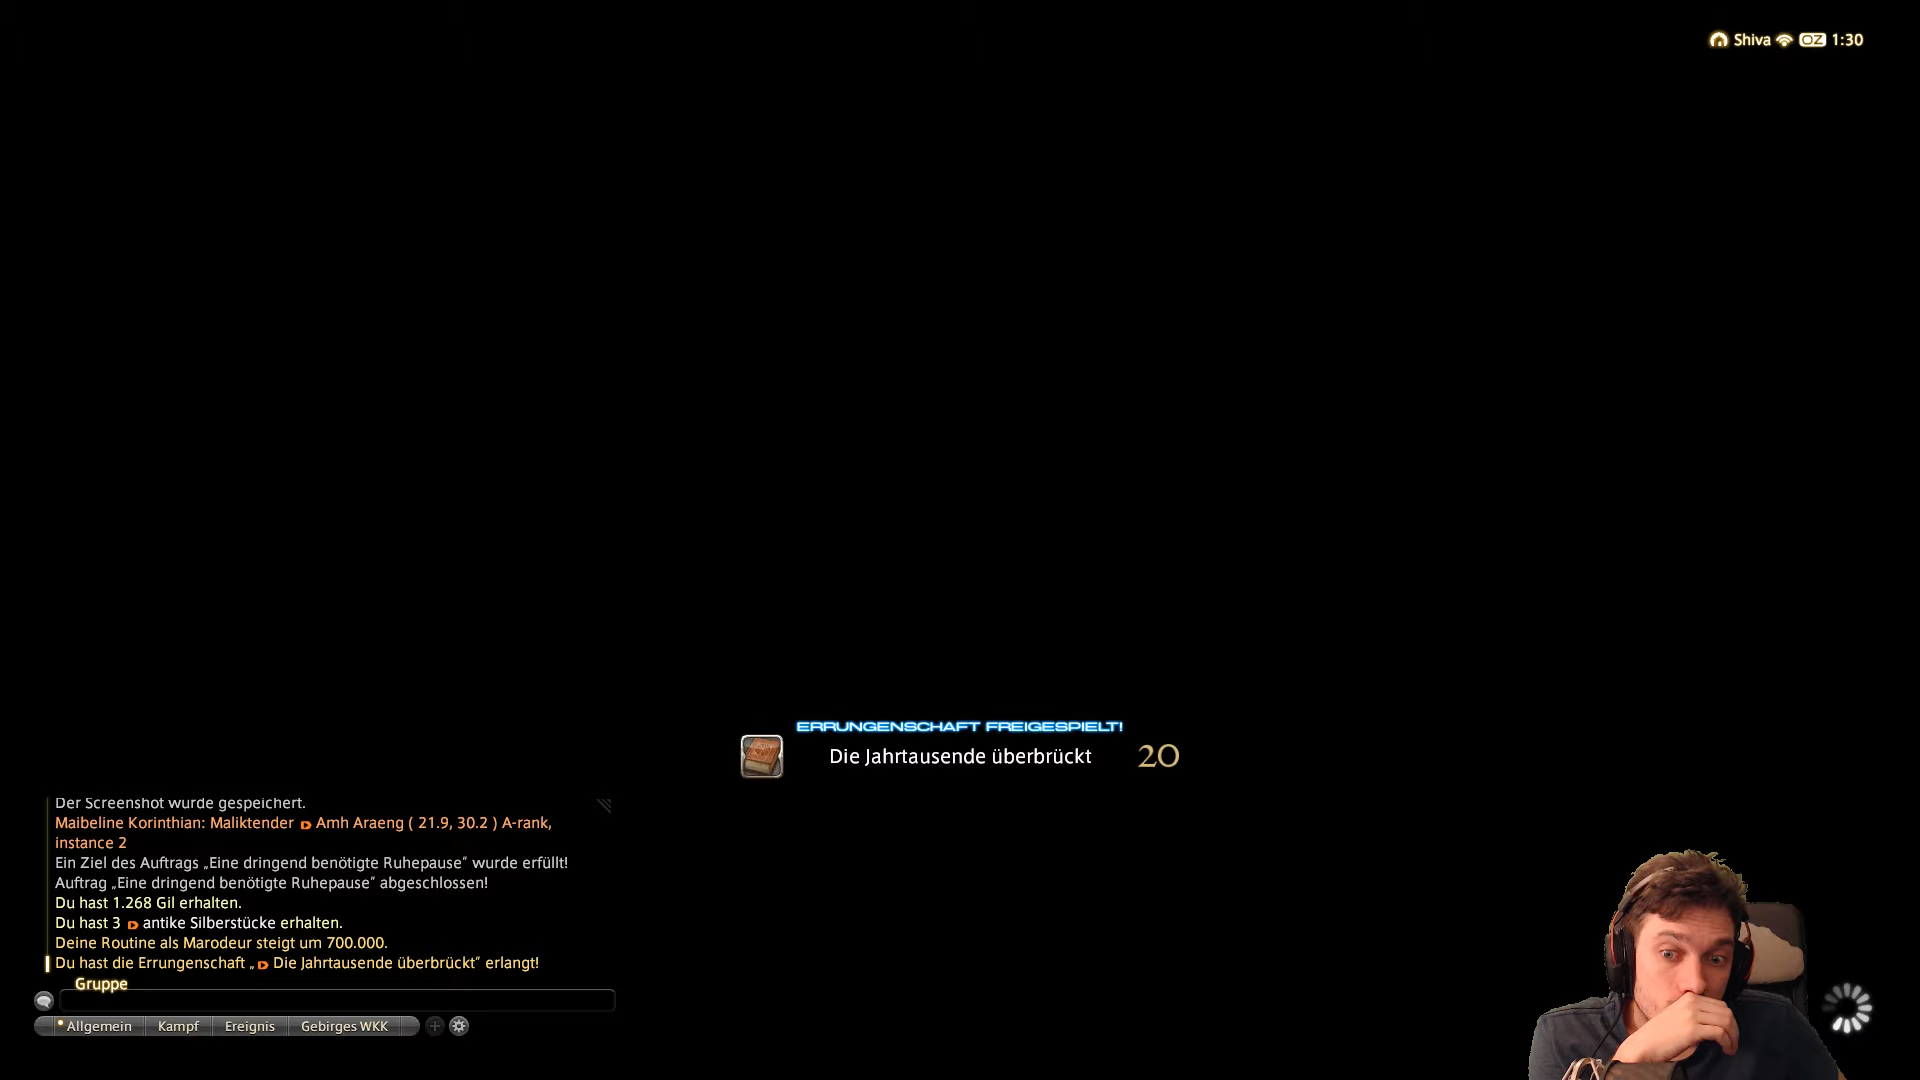 Shiva OZ 1:30
ERRUNGENSCHAFT FREIGESPIELT!
Die Jahrtausende überbrückt 20
Der Screenshot wurde gespeichert.
Maibeline Korinthian: Maliktender Amh Araeng ( 21.9, 30.2 ) A-rank,
instance 2
Ein Ziel des Auftrags „Eine dringend benötigte Ruhepause“ wurde erfüllt!
Auftrag „Eine dringend benötigte Ruhepause“ abgeschlossen!
Du hast 1.268 Gil erhalten.
Du hast 3 antike Silberstücke erhalten.
Deine Routine als Marodeur steigt um 700.000.
Du hast die Errungenschaft „ Die Jahrtausende überbrückt“ erlangt!
Gruppe
Allgemein Kampf Ereignis Gebirges WKK